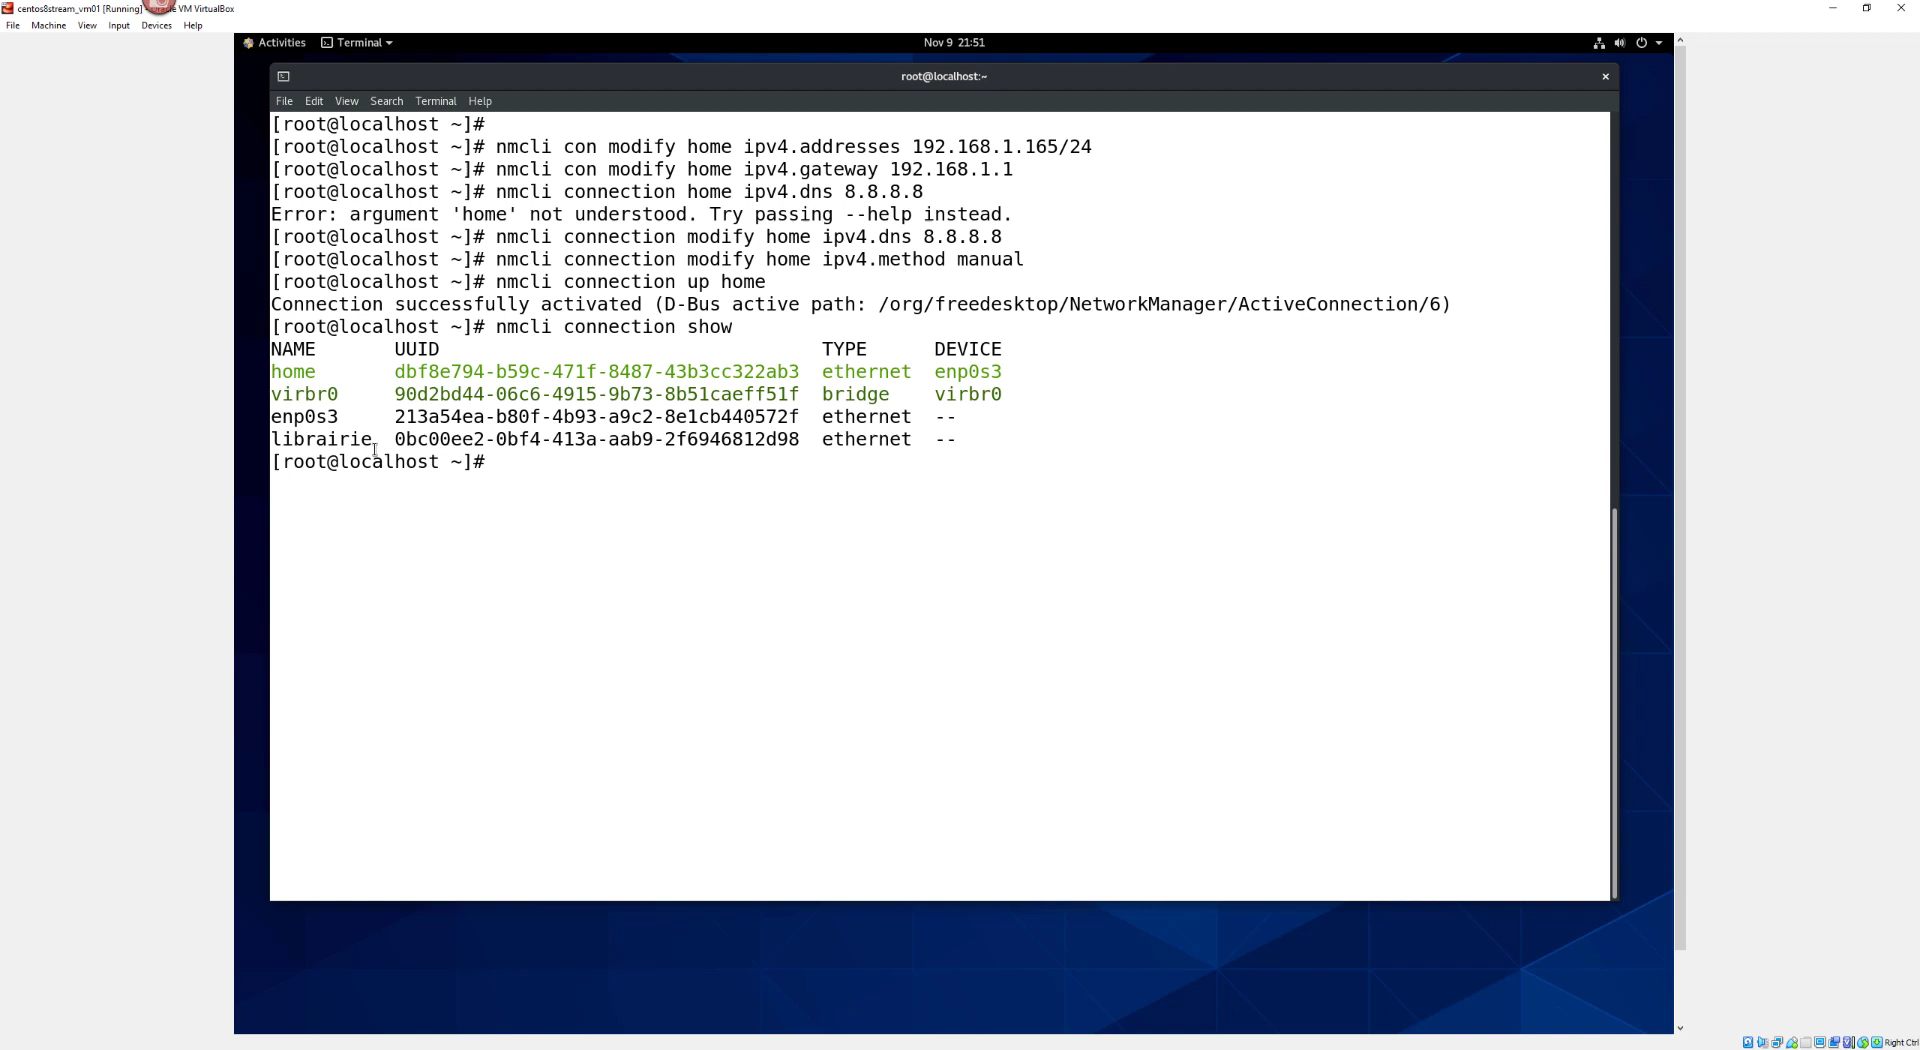 centos8stream_vm01 [Running] - Oracle VM VirtualBox
File Machine View Input Devices Help
Activities Terminal Nov 9 21:51
root@localhost:~
File Edit View Search Terminal Help
[root@localhost ~]#
[root@localhost ~]# nmcli con modify home ipv4.addresses 192.168.1.165/24
[root@localhost ~]# nmcli con modify home ipv4.gateway 192.168.1.1
[root@localhost ~]# nmcli connection home ipv4.dns 8.8.8.8
Error: argument 'home' not understood. Try passing --help instead.
[root@localhost ~]# nmcli connection modify home ipv4.dns 8.8.8.8
[root@localhost ~]# nmcli connection modify home ipv4.method manual
[root@localhost ~]# nmcli connection up home
Connection successfully activated (D-Bus active path: /org/freedesktop/NetworkManager/ActiveConnection/6)
[root@localhost ~]# nmcli connection show
NAME UUID TYPE DEVICE
home dbf8e794-b59c-471f-8487-43b3cc322ab3 ethernet enp0s3
virbr0 90d2bd44-06c6-4915-9b73-8b51caeff51f bridge virbr0
enp0s3 213a54ea-b80f-4b93-a9c2-8e1cb440572f ethernet --
librairie 0bc00ee2-0bf4-413a-aab9-2f6946812d98 ethernet --
[root@localhost ~]#
Right Ctrl